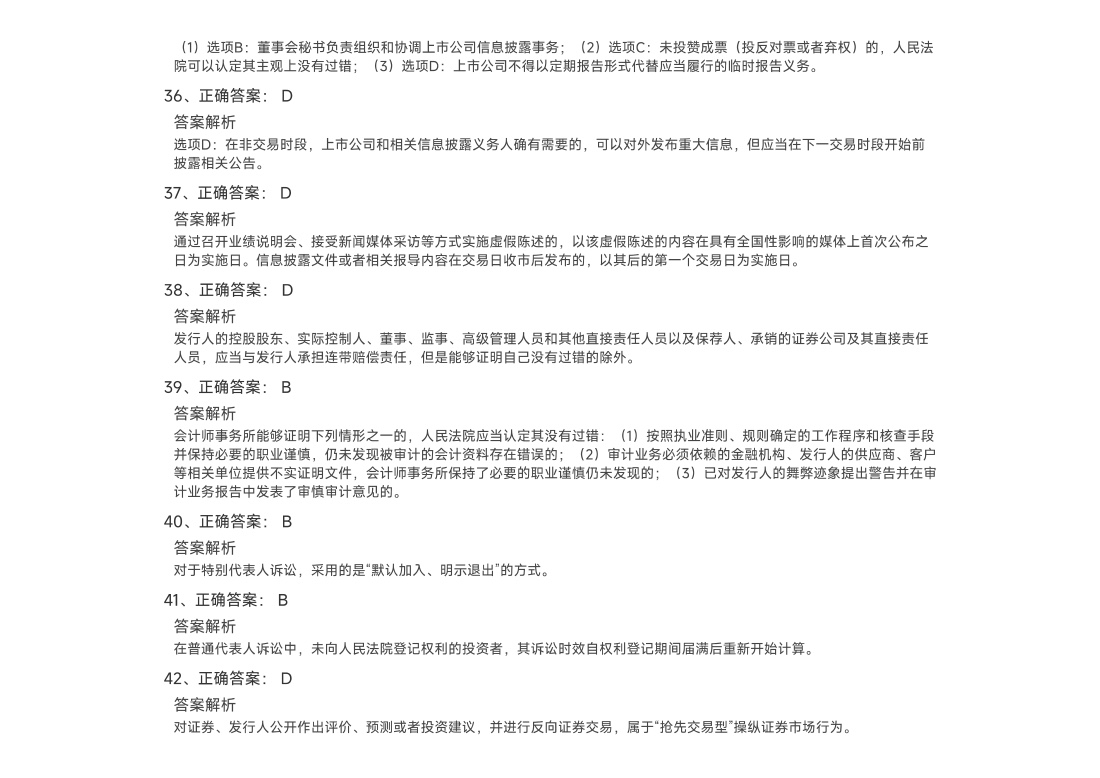 （1）选项B：董事会秘书负责组织和协调上市公司信息披露事务；（2）选项C：未投赞成票（投反对票或者弃权）的，人民法
院可以认定其主观上没有过错；（3）选项D：上市公司不得以定期报告形式代替应当履行的临时报告义务。
36、正确答案： D
答案解析
选项D：在非交易时段，上市公司和相关信息披露义务人确有需要的，可以对外发布重大信息，但应当在下一交易时段开始前
披露相关公告。
37、正确答案： D
答案解析
通过召开业绩说明会、接受新闻媒体采访等方式实施虚假陈述的，以该虚假陈述的内容在具有全国性影响的媒体上首次公布之
日为实施日。信息披露文件或者相关报导内容在交易日收市后发布的，以其后的第一个交易日为实施日。
38、正确答案： D
答案解析
发行人的控股股东、实际控制人、董事、监事、高级管理人员和其他直接责任人员以及保荐人、承销的证券公司及其直接责任
人员，应当与发行人承担连带赔偿责任，但是能够证明自己没有过错的除外。
39、正确答案： B
答案解析
会计师事务所能够证明下列情形之一的，人民法院应当认定其没有过错：（1）按照执业准则、规则确定的工作程序和核查手段
并保持必要的职业谨慎，仍未发现被审计的会计资料存在错误的；（2）审计业务必须依赖的金融机构、发行人的供应商、客户
等相关单位提供不实证明文件，会计师事务所保持了必要的职业谨慎仍未发现的；（3）已对发行人的舞弊迹象提出警告并在审
计业务报告中发表了审慎审计意见的。
40、正确答案： B
答案解析
对于特别代表人诉讼，采用的是“默认加入、明示退出”的方式。
41、正确答案： B
答案解析
在普通代表人诉讼中，未向人民法院登记权利的投资者，其诉讼时效自权利登记期间届满后重新开始计算。
42、正确答案： D
答案解析
对证券、发行人公开作出评价、预测或者投资建议，并进行反向证券交易，属于“抢先交易型”操纵证券市场行为。